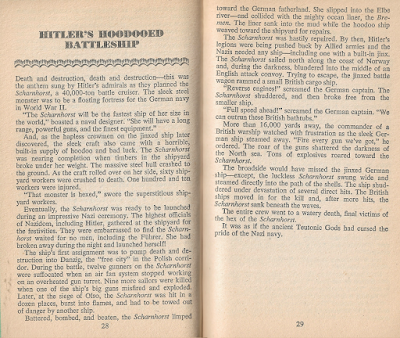 HITLER'S HOODOOED
BATTLESHIP
Death and destruction, death and destruction—this was
the anthem sung by Hitler's admirals as they planned the
Scharnhorst, a 40,000-ton battle cruiser. The sleek steel
monster was to be a floating fortress for the German navy
in World War II.
"The Scharnhorst will be the fastest ship of her size in
the world," boasted a naval designer. "She will have a long
range, powerful guns, and the finest equipment."
And, as the hapless crewmen on the jinxed ship later
discovered, the sleek craft also came with a horrible,
built-in supply of hoodoo and bad luck. The Scharnhorst
was nearing completion when timbers in the shipyard
broke under her weight. The massive steel hull crashed to
the ground. As the craft rolled over on her side, sixty ship-
yard workers were crushed to death. One hundred and ten
workers were injured.
"That monster is hexed," swore the superstitious ship-
yard workers.
Eventually, the Scharnhorst was ready to be launched
during an impressive Nazi ceremony. The highest officials
of Nazidom, including Hitler, gathered at the shipyard for
the festivities. They were embarrassed to find the Scharn-
horst waited for no man, including the Führer. She had
broken away during the night and launched herself!
The ship's first assignment was to pump death and de-
struction into Danzig, the "free city" in the Polish corri-
dor. During the battle, twelve gunners on the Scharnhorst
were suffocated when an air fan system stopped working
on an overheated gun turret. Nine more sailors were killed
when one of the ship's big guns misfired and exploded.
Later, at the siege of Oslo, the Scharnhorst was hit in a
dozen places, burst into flames, and had to be towed out
of danger by another ship.
Battered, bombed, and beaten, the Scharnhorst limped
28
toward the German fatherland. She slipped into the Elbe
river—and collided with the mighty ocean liner, the Bre-
men. The liner sank into the mud while the hoodoo ship
weaved toward the shipyard for repairs.
The Scharnhorst was hastily repaired. By then, Hitler's
legions were being pushed back by Allied armies and the
Nazis needed any ship—including one with a built-in jinx.
The Scharnhorst sailed north along the coast of Norway
and, during the darkness, blundered into the middle of an
English attack convoy. Trying to escape, the jinxed battle
wagon rammed a small British cargo ship.
"Reverse engines!" screamed the German captain. The
Scharnhorst shuddered, and then broke free from the
smaller ship.
"Full speed ahead!" screamed the German captain. "We
can outrun these British bathtubs."
More than 16,000 yards away, the commander of a
British warship watched with frustration as the sleek Ger-
man ship steamed away. "Fire every gun we've got," he
ordered. The roar of the guns shattered the darkness of
the North sea. Tons of explosives roared toward the
Scharnhorst.
The broadside would have missed the jinxed German
ship—except, the luckless Scharnhorst swung wide and
steamed directly into the path of the shells. The ship shud-
dered under devastation of several direct hits. The British
ships moved in for the kill and, after more hits, the
Scharnhorst sank beneath the waves.
The entire crew went to a watery death, final victims of
the hex of the Scharnhorst.
It was as if the ancient Teutonic Gods had cursed the
pride of the Nazi navy.
29